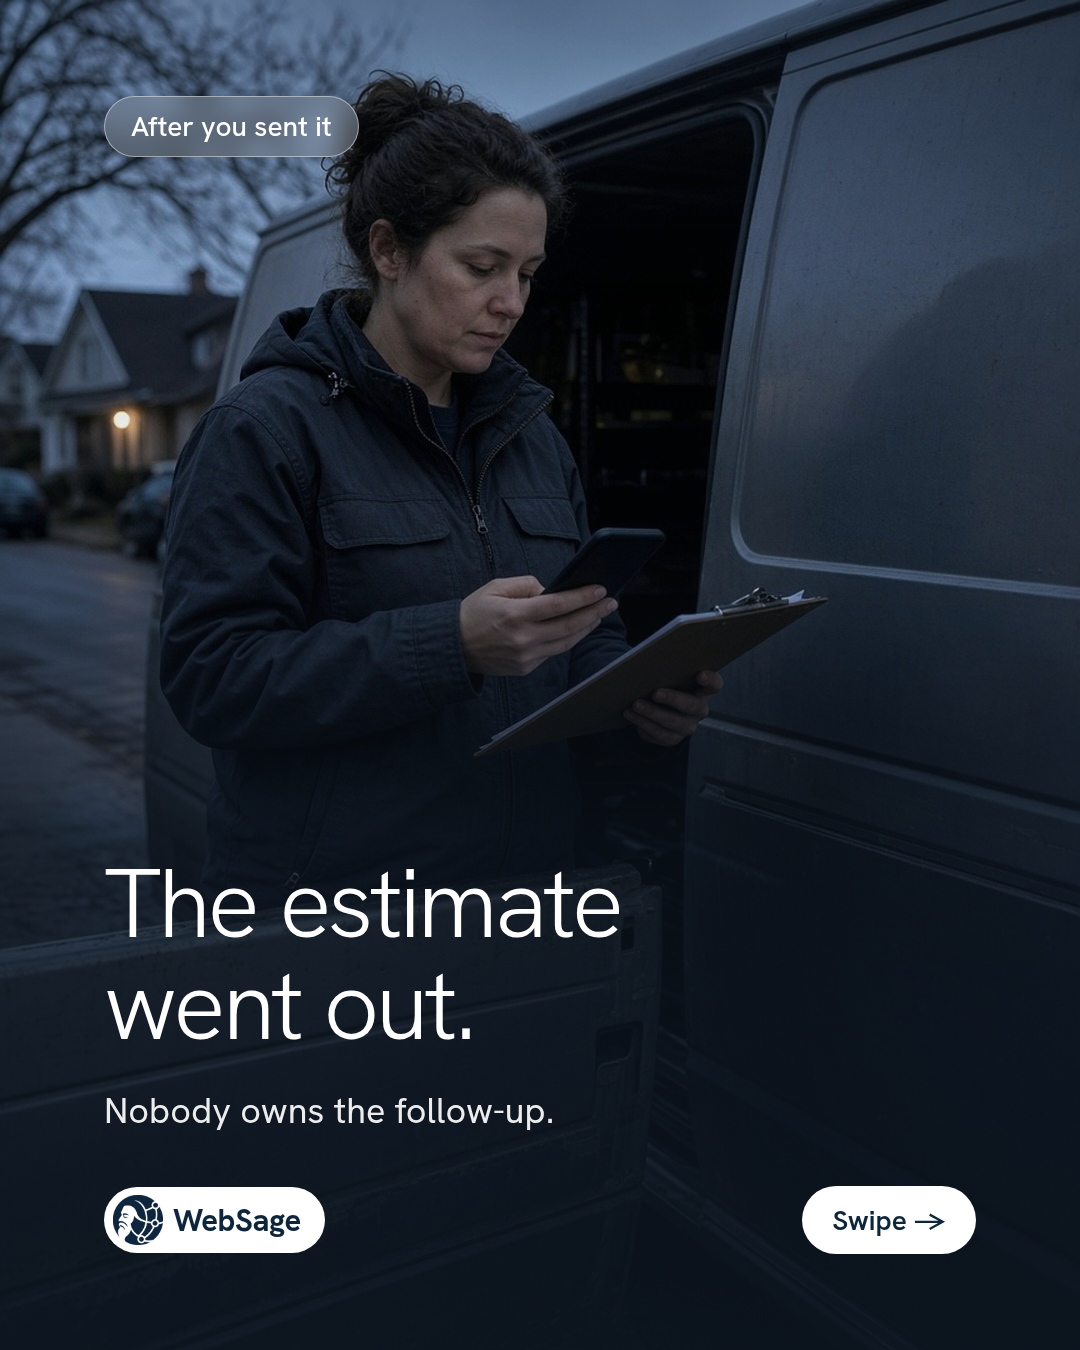 After you sent it
The estimate
went out.
Nobody owns the follow-up.
WebSage
Swipe →